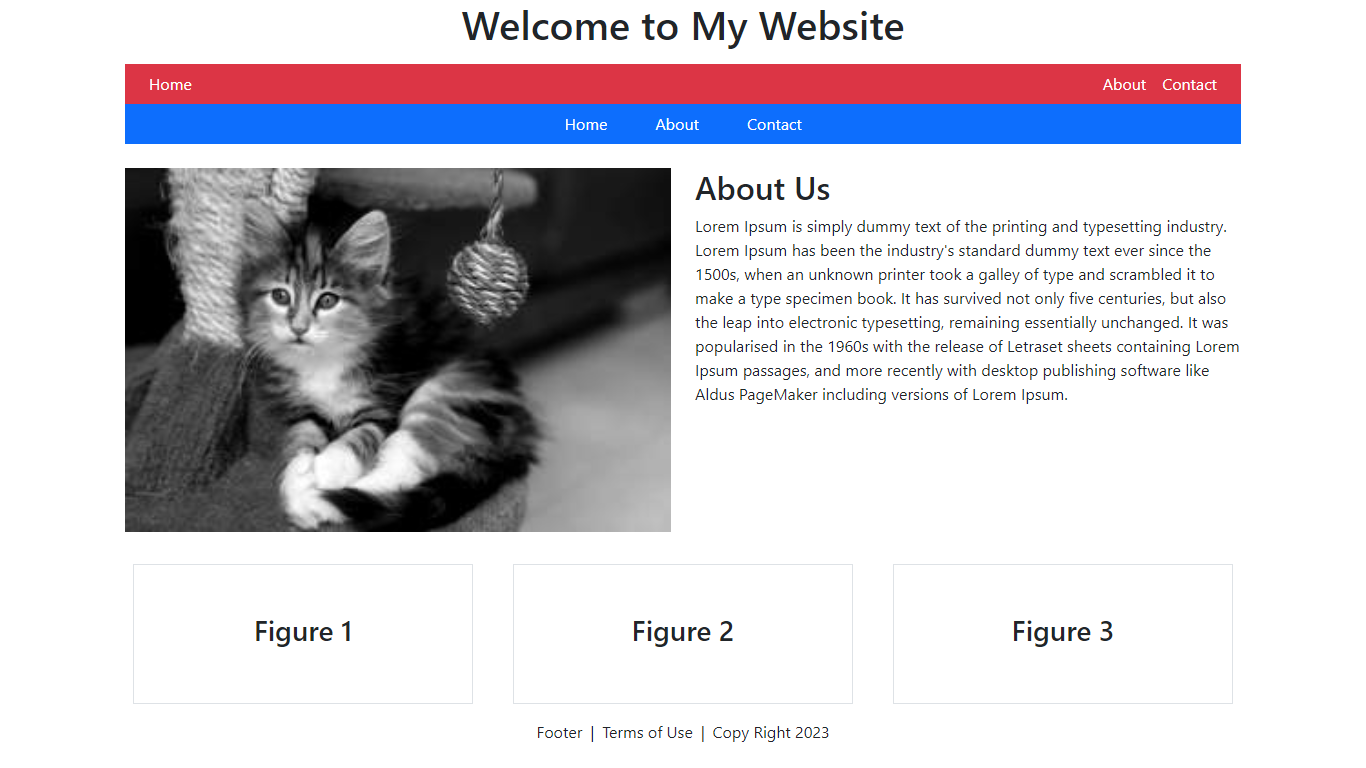 Welcome to My Website
Home About Contact
Home About Contact
About Us
Lorem Ipsum is simply dummy text of the printing and typesetting industry.
Lorem Ipsum has been the industry's standard dummy text ever since the
1500s, when an unknown printer took a galley of type and scrambled it to
make a type specimen book. It has survived not only five centuries, but also
the leap into electronic typesetting, remaining essentially unchanged. It was
popularised in the 1960s with the release of Letraset sheets containing Lorem
Ipsum passages, and more recently with desktop publishing software like
Aldus PageMaker including versions of Lorem Ipsum.
Figure 1
Figure 2
Figure 3
Footer | Terms of Use | Copy Right 2023